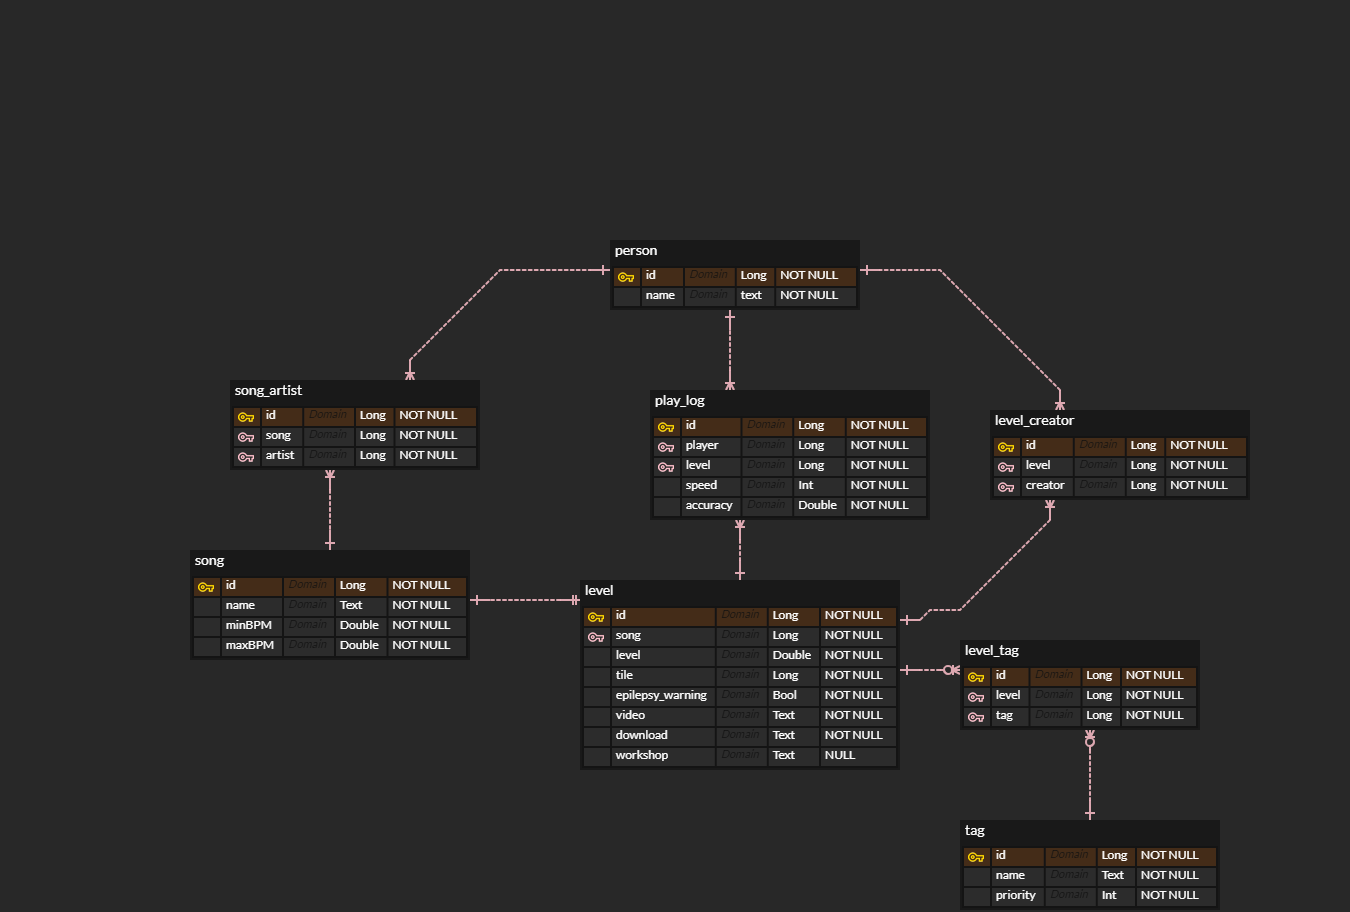 person
id Domain Long NOT NULL
name Domain text NOT NULL
song_artist
id Domain Long NOT NULL
song Domain Long NOT NULL
artist Domain Long NOT NULL
play_log
id Domain Long NOT NULL
player Domain Long NOT NULL
level Domain Long NOT NULL
speed Domain Int NOT NULL
accuracy Domain Double NOT NULL
level_creator
id Domain Long NOT NULL
level Domain Long NOT NULL
creator Domain Long NOT NULL
song
id Domain Long NOT NULL
name Domain Text NOT NULL
minBPM Domain Double NOT NULL
maxBPM Domain Double NOT NULL
level
id Domain Long NOT NULL
song Domain Long NOT NULL
level Domain Double NOT NULL
tile Domain Long NOT NULL
epilepsy_warning Domain Bool NOT NULL
video Domain Text NOT NULL
download Domain Text NOT NULL
workshop Domain Text NULL
level_tag
id Domain Long NOT NULL
level Domain Long NOT NULL
tag Domain Long NOT NULL
tag
id Domain Long NOT NULL
name Domain Text NOT NULL
priority Domain Int NOT NULL